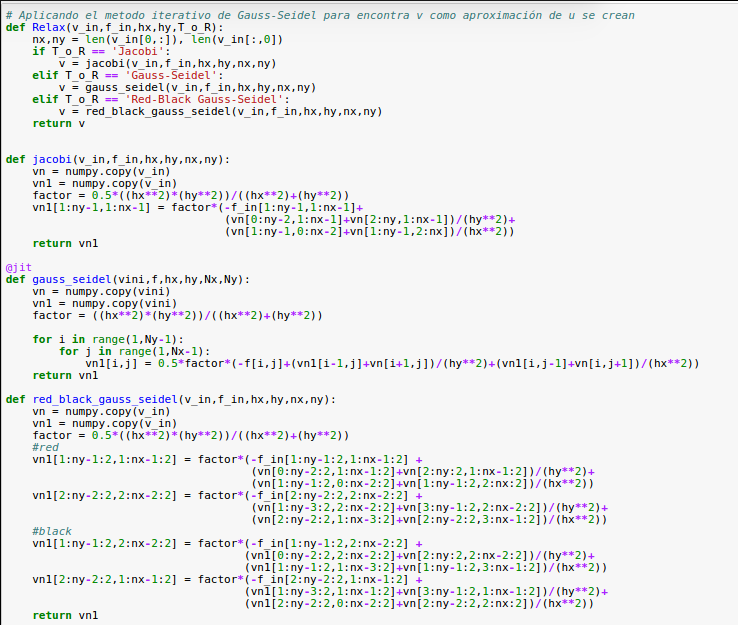 # Aplicando el metodo iterativo de Gauss-Seidel para encontra v como aproximación de u se crean
def Relax(v_in,f_in,hx,hy,T_o_R):
    nx,ny = len(v_in[0,:]), len(v_in[:,0])
    if T_o_R == 'Jacobi':
        v = jacobi(v_in,f_in,hx,hy,nx,ny)
    elif T_o_R == 'Gauss-Seidel':
        v = gauss_seidel(v_in,f_in,hx,hy,nx,ny)
    elif T_o_R == 'Red-Black Gauss-Seidel':
        v = red_black_gauss_seidel(v_in,f_in,hx,hy,nx,ny)
    return v
def jacobi(v_in,f_in,hx,hy,nx,ny):
    vn = numpy.copy(v_in)
    vn1 = numpy.copy(v_in)
    factor = 0.5*((hx**2)*(hy**2))/((hx**2)+(hy**2))
    vn1[1:ny-1,1:nx-1] = factor*(-f_in[1:ny-1,1:nx-1]+
                                 (vn[0:ny-2,1:nx-1]+vn[2:ny,1:nx-1])/(hy**2)+
                                 (vn[1:ny-1,0:nx-2]+vn[1:ny-1,2:nx])/(hx**2))
    return vn1
@jit
def gauss_seidel(vini,f,hx,hy,Nx,Ny):
    vn = numpy.copy(vini)
    vn1 = numpy.copy(vini)
    factor = ((hx**2)*(hy**2))/((hx**2)+(hy**2))
    for i in range(1,Ny-1):
        for j in range(1,Nx-1):
            vn1[i,j] = 0.5*factor*(-f[i,j]+(vn1[i-1,j]+vn[i+1,j])/(hy**2)+(vn1[i,j-1]+vn[i,j+1])/(hx**2))
    return vn1
def red_black_gauss_seidel(v_in,f_in,hx,hy,nx,ny):
    vn = numpy.copy(v_in)
    vn1 = numpy.copy(v_in)
    factor = 0.5*((hx**2)*(hy**2))/((hx**2)+(hy**2))
    #red
    vn1[1:ny-1:2,1:nx-1:2] = factor*(-f_in[1:ny-1:2,1:nx-1:2] +
                                     (vn[0:ny-2:2,1:nx-1:2]+vn[2:ny:2,1:nx-1:2])/(hy**2)+
                                     (vn[1:ny-1:2,0:nx-2:2]+vn[1:ny-1:2,2:nx:2])/(hx**2))
    vn1[2:ny-2:2,2:nx-2:2] = factor*(-f_in[2:ny-2:2,2:nx-2:2] +
                                     (vn[1:ny-3:2,2:nx-2:2]+vn[3:ny-1:2,2:nx-2:2])/(hy**2)+
                                     (vn[2:ny-2:2,1:nx-3:2]+vn[2:ny-2:2,3:nx-1:2])/(hx**2))
    #black
    vn1[1:ny-1:2,2:nx-2:2] = factor*(-f_in[1:ny-1:2,2:nx-2:2] +
                                    (vn1[0:ny-2:2,2:nx-2:2]+vn[2:ny:2,2:nx-2:2])/(hy**2)+
                                    (vn1[1:ny-1:2,1:nx-3:2]+vn1[1:ny-1:2,3:nx-1:2])/(hx**2))
    vn1[2:ny-2:2,1:nx-1:2] = factor*(-f_in[2:ny-2:2,1:nx-1:2] +
                                    (vn1[1:ny-3:2,1:nx-1:2]+vn1[3:ny-1:2,1:nx-1:2])/(hy**2)+
                                    (vn1[2:ny-2:2,0:nx-2:2]+vn1[2:ny-2:2,2:nx:2])/(hx**2))
    return vn1